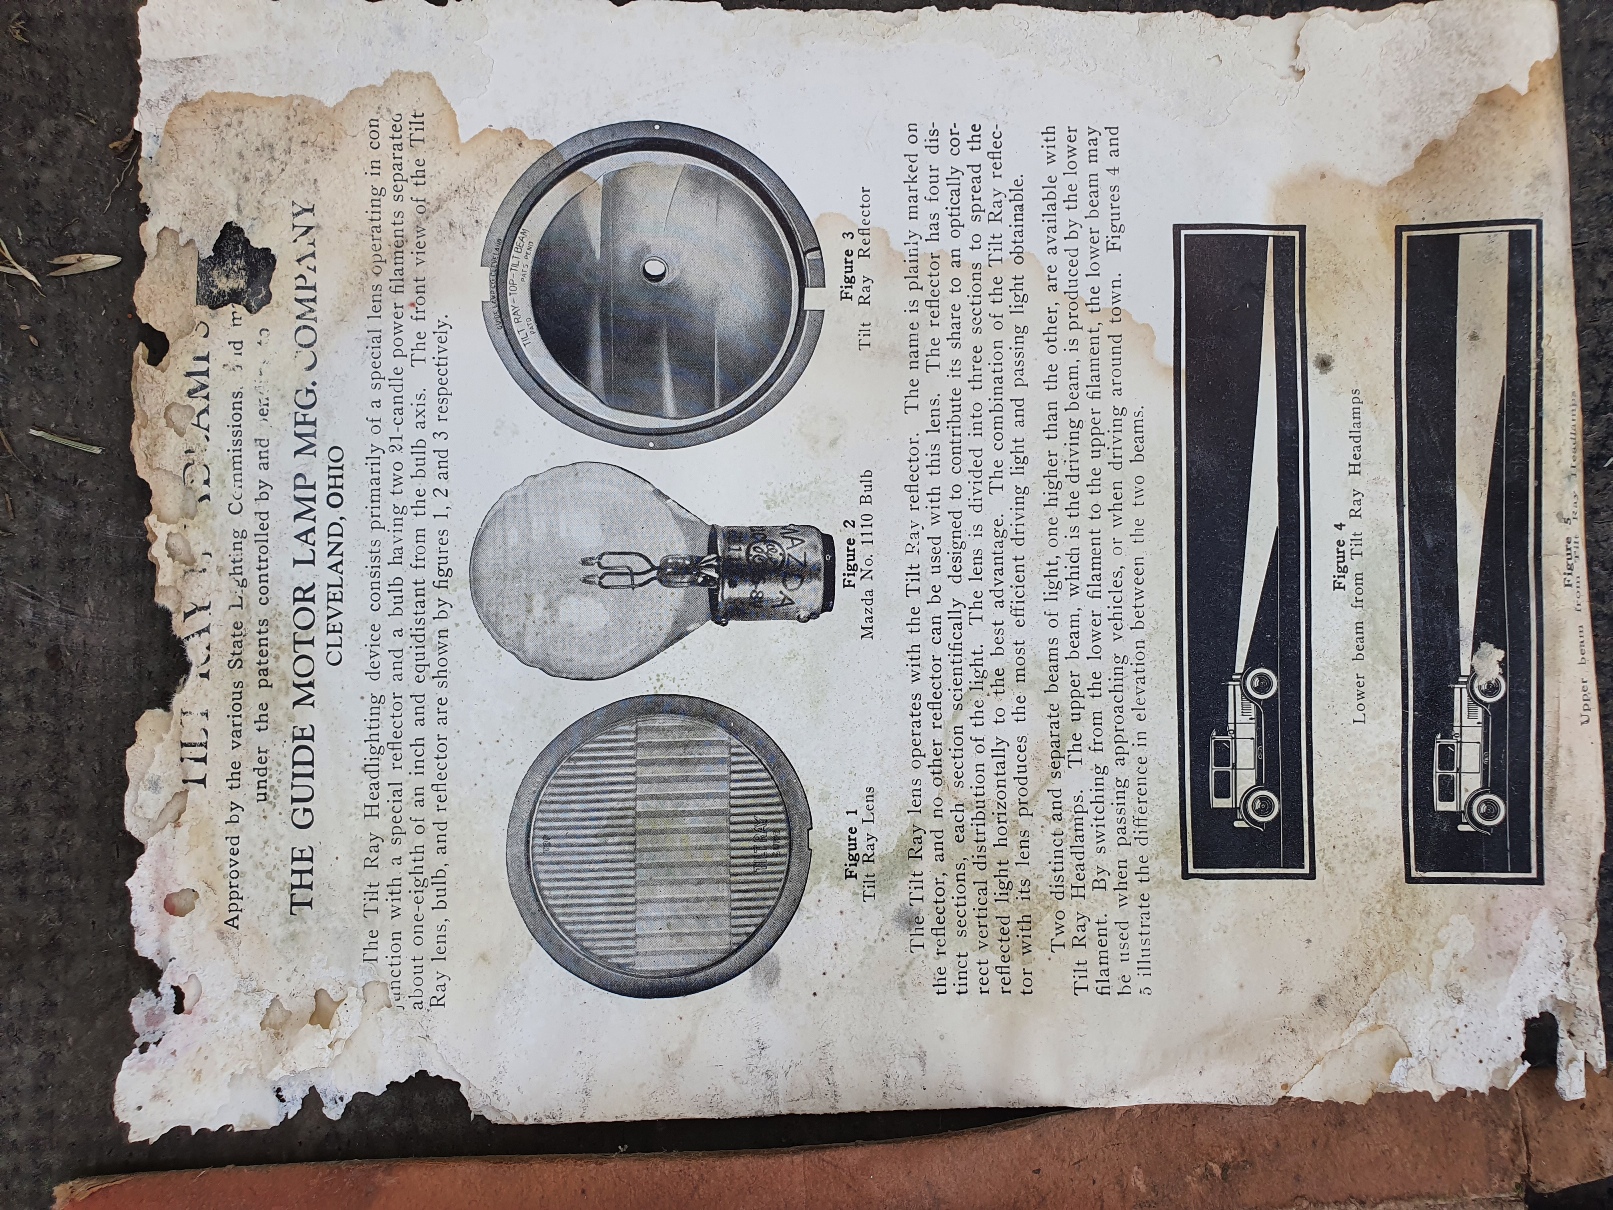 TILT RAY
Approved by the various State Lighting Commissions and
under the patents controlled by and
THE GUIDE MOTOR LAMP MFG. COMPANY
CLEVELAND, OHIO
The Tilt Ray Headlighting device consists primarily of a special lens operating in con
junction with a special reflector and a bulb having two 21-candle power filaments separated
about one-eighth of an inch and equidistant from the bulb axis. The front view of the Tilt
Ray lens, bulb, and reflector are shown by figures 1, 2 and 3 respectively.
TILT RAY
MAZDA
TILT RAY-TOP-TILT BEAM
PATD PATS PEND
Figure 1
Tilt Ray Lens
Figure 2
Mazda No. 1110 Bulb
Figure 3
Tilt Ray Reflector
The Tilt Ray lens operates with the Tilt Ray reflector. The name is plainly marked on
the reflector, and no other reflector can be used with this lens. The reflector has four dis-
tinct sections, each section scientifically designed to contribute its share to an optically cor-
rect vertical distribution of the light. The lens is divided into three sections to spread the
reflected light horizontally to the best advantage. The combination of the Tilt Ray reflec-
tor with its lens produces the most efficient driving light and passing light obtainable.
Two distinct and separate beams of light, one higher than the other, are available with
Tilt Ray Headlamps. The upper beam, which is the driving beam, is produced by the lower
filament. By switching from the lower filament to the upper filament, the lower beam may
be used when passing approaching vehicles, or when driving around town. Figures 4 and
5 illustrate the difference in elevation between the two beams.
Figure 4
Lower beam from Tilt Ray Headlamps
Figure 5
Upper beam from Tilt Ray Headlamps